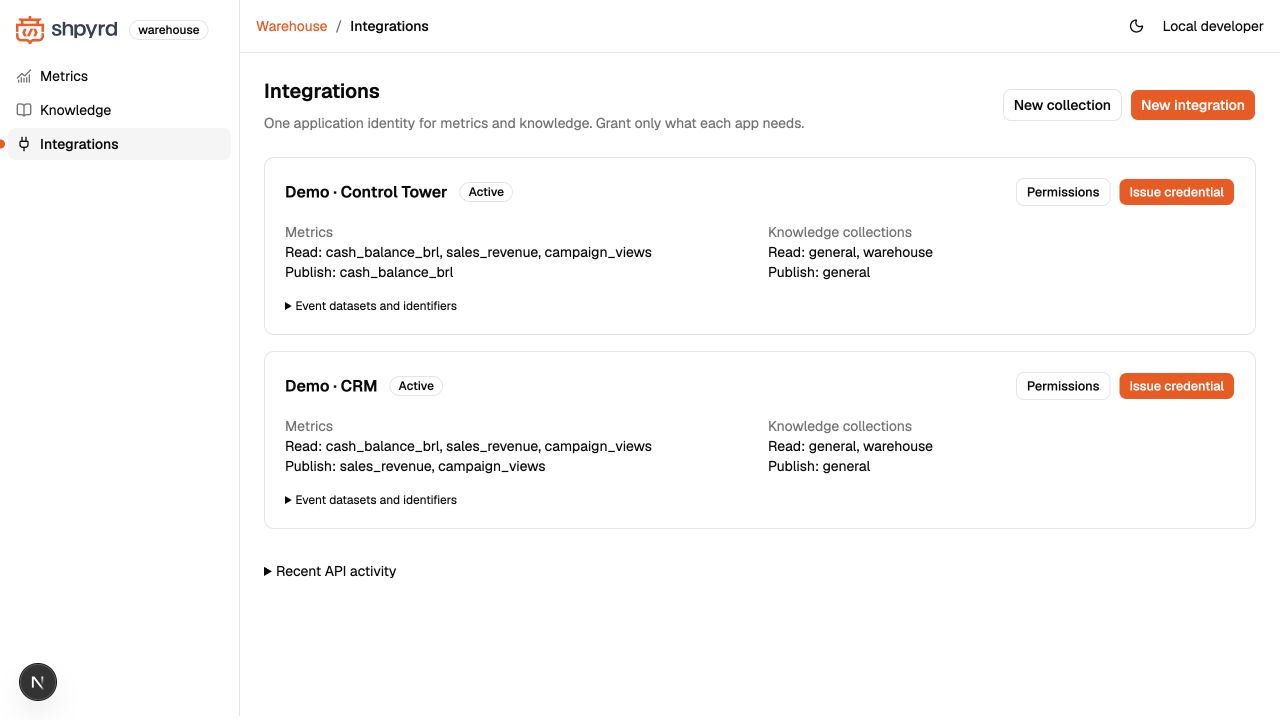 shpyrd warehouse
Warehouse / Integrations
Local developer
Metrics
Knowledge
Integrations
Integrations
One application identity for metrics and knowledge. Grant only what each app needs.
New collection
New integration
Demo · Control Tower Active
Permissions
Issue credential
Metrics
Read: cash_balance_brl, sales_revenue, campaign_views
Publish: cash_balance_brl
Knowledge collections
Read: general, warehouse
Publish: general
Event datasets and identifiers
Demo · CRM Active
Permissions
Issue credential
Metrics
Read: cash_balance_brl, sales_revenue, campaign_views
Publish: sales_revenue, campaign_views
Knowledge collections
Read: general, warehouse
Publish: general
Event datasets and identifiers
Recent API activity
N